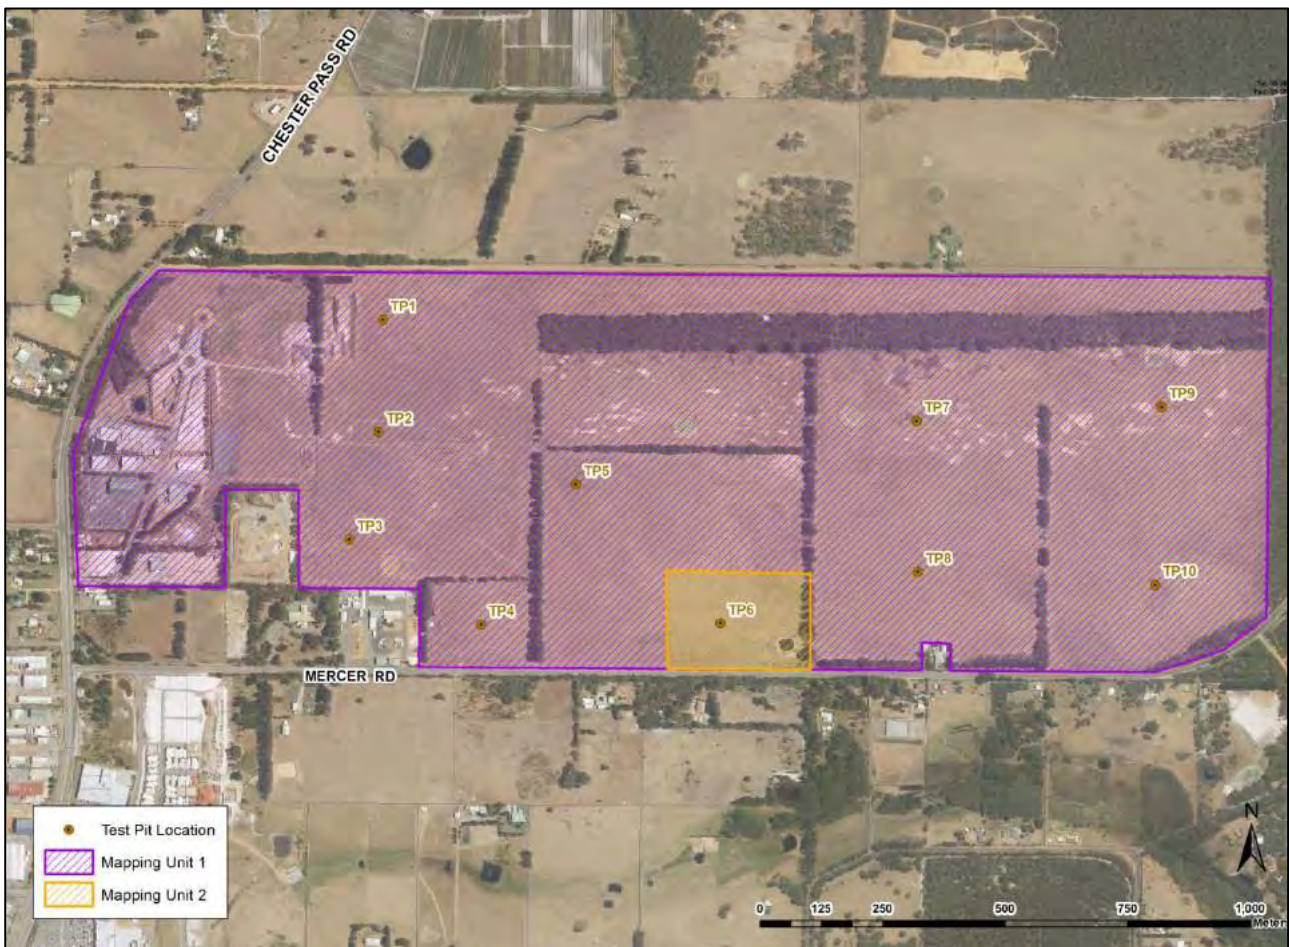 CHESTER PASS RD
TP1
TP2
TP9
TP7
TP5
TP3
TP8
TP10
TP4
TP6
MERCER RD
N
Test Pit Location
Mapping Unit 1
Mapping Unit 2
0 125 250 500 750 1,000
Meters